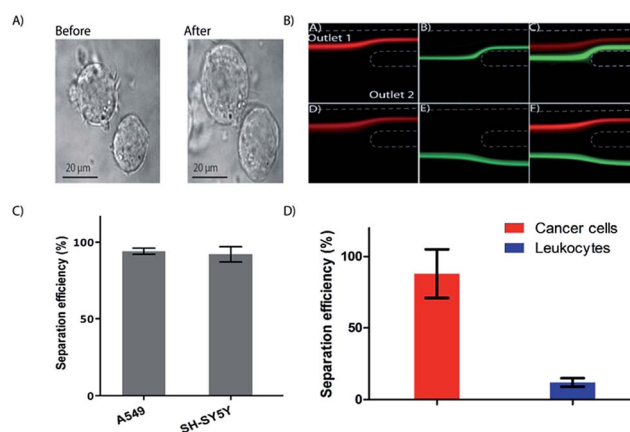 A)
Before
After
20 µm
20 µm
B)
A)
Outlet 1
B)
C)
Outlet 2
D)
E)
F)
C)
Separation efficiency (%)
100
50
0
A549
SH-SY5Y
D)
Separation efficiency (%)
100
50
0
Cancer cells
Leukocytes